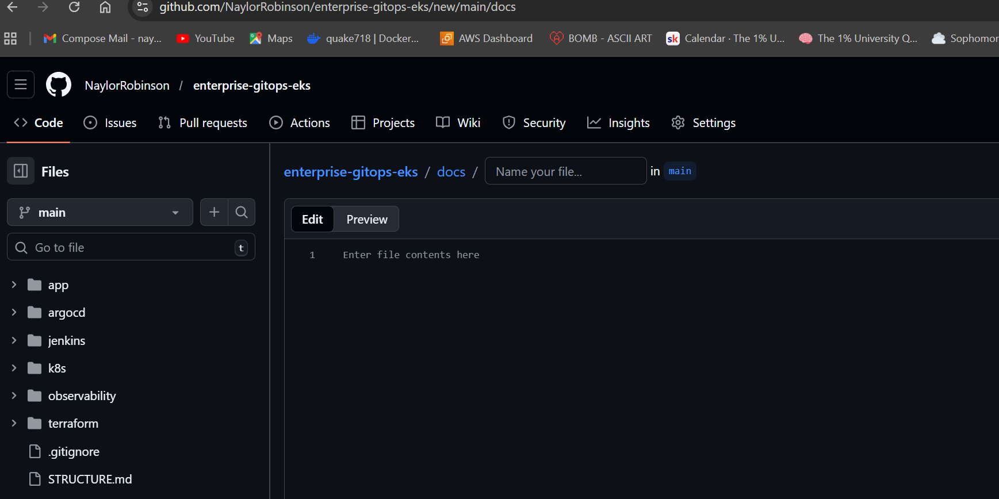 github.com/NaylorRobinson/enterprise-gitops-eks/new/main/docs
Compose Mail - nay... YouTube Maps quake718 | Docker... AWS Dashboard BOMB - ASCII ART sk Calendar · The 1% U... The 1% University Q... Sophomor
NaylorRobinson / enterprise-gitops-eks
Code Issues Pull requests Actions Projects Wiki Security Insights Settings
Files
main
Go to file t
app
argocd
jenkins
k8s
observability
terraform
.gitignore
STRUCTURE.md
enterprise-gitops-eks / docs / Name your file... in main
Edit Preview
1 Enter file contents here